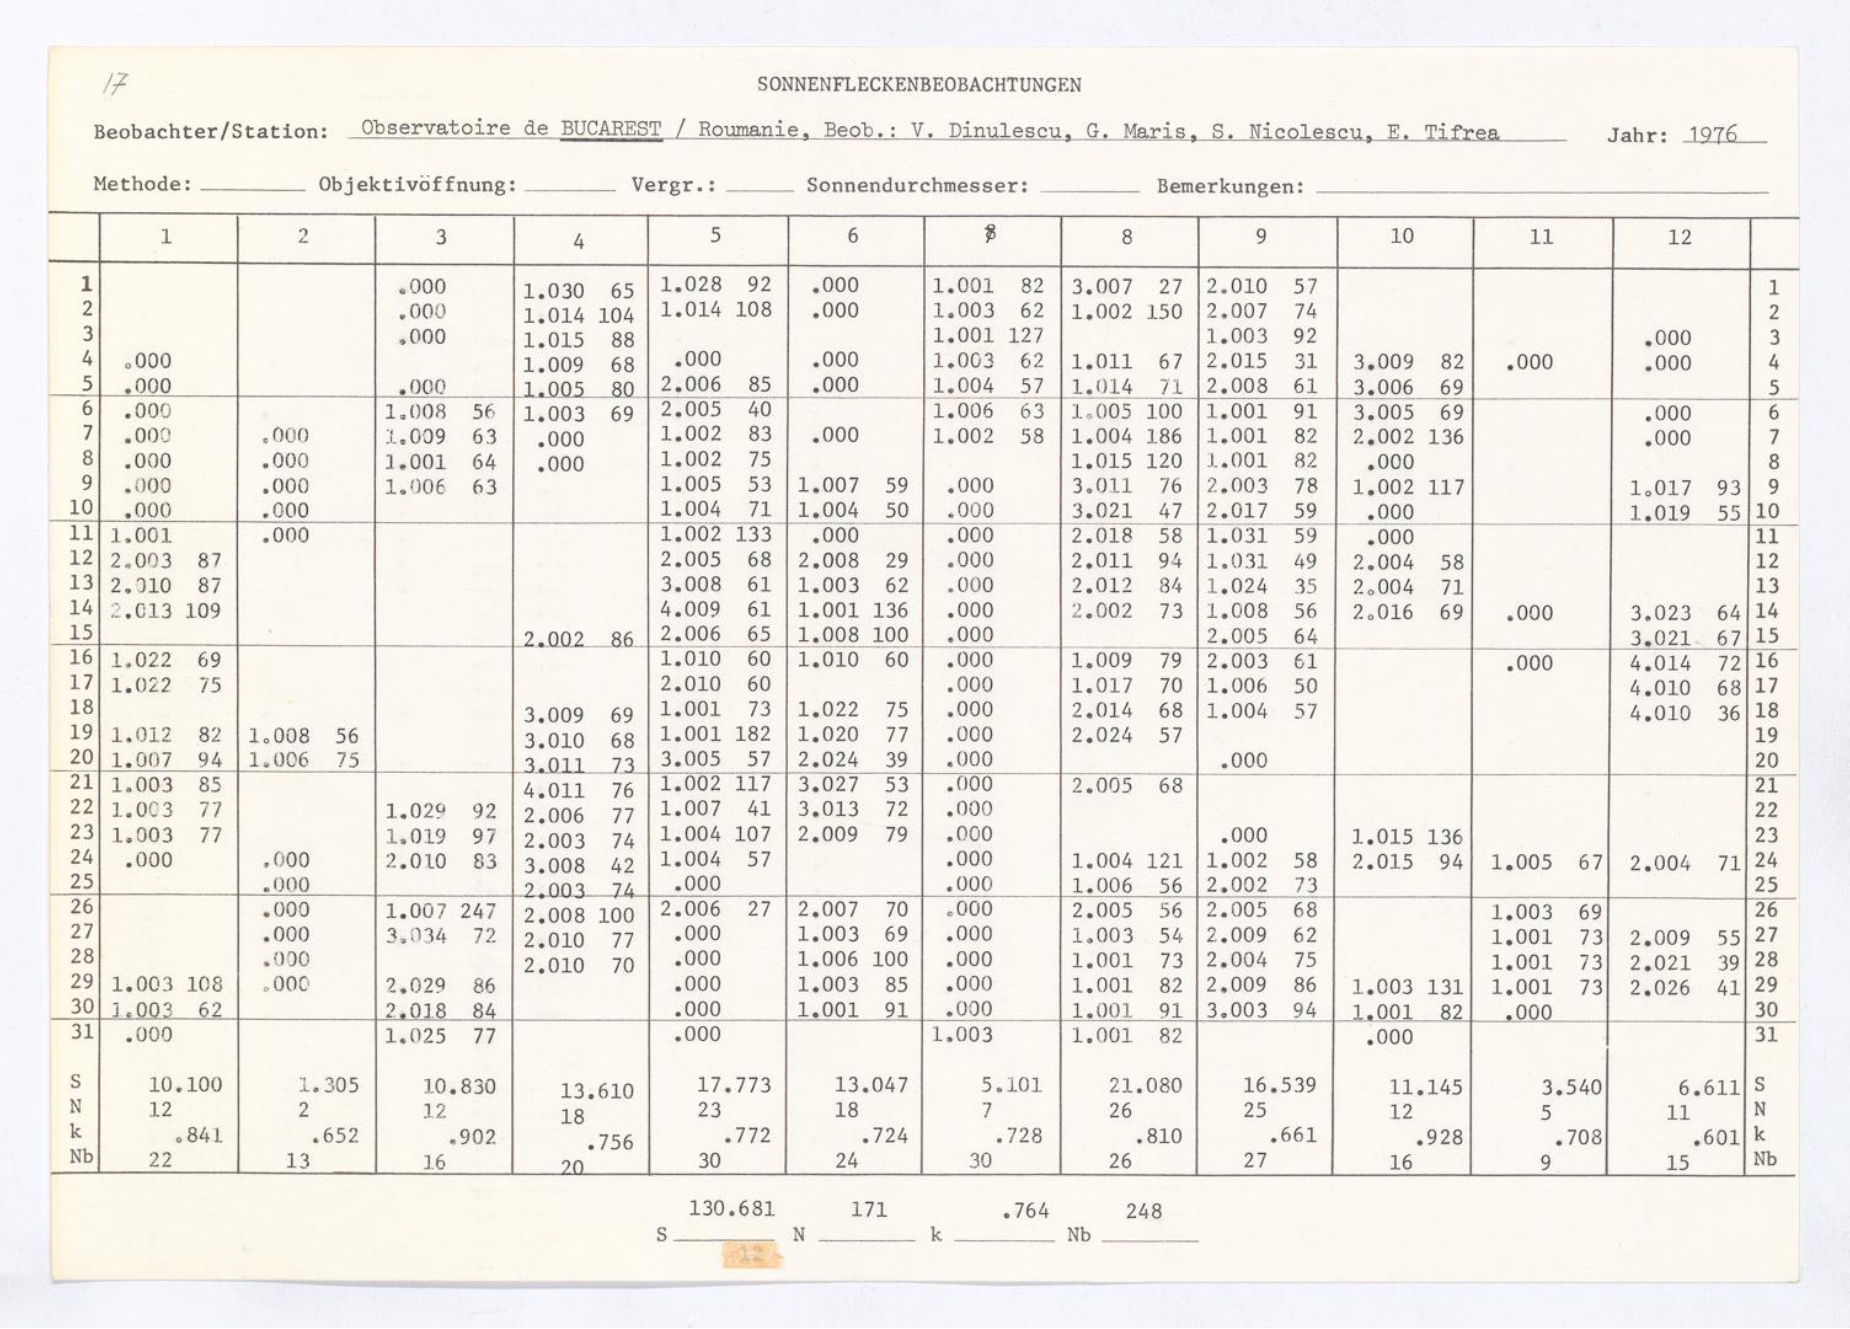 17
SONNENFLECKENBEOBACHTUNGEN
Beobachter/Station: Observatoire de BUCAREST / Roumanie, Beob.: V. Dinulescu, G. Maris, S. Nicolescu, E. Tifrea Jahr: 1976
Methode: Objektivöffnung: Vergr.: Sonnendurchmesser: Bemerkungen:
1 2 3 4 5 6 7 8 9 10 11 12
1 .000 1.030 65 1.028 92 .000 1.001 82 3.007 27 2.010 57 1
2 .000 1.014 104 1.014 108 .000 1.003 62 1.002 150 2.007 74 2
3 .000 1.015 88 1.001 127 1.003 92 .000 3
4 .000 1.009 68 .000 .000 1.003 62 1.011 67 2.015 31 3.009 82 .000 .000 4
5 .000 .000 1.005 80 2.006 85 .000 1.004 57 1.014 71 2.008 61 3.006 69 5
6 .000 1.008 56 1.003 69 2.005 40 1.006 63 1.005 100 1.001 91 3.005 69 .000 6
7 .000 .000 1.009 63 .000 1.002 83 .000 1.002 58 1.004 186 1.001 82 2.002 136 .000 7
8 .000 .000 1.001 64 .000 1.002 75 1.015 120 1.001 82 .000 8
9 .000 .000 1.006 63 1.005 53 1.007 59 .000 3.011 76 2.003 78 1.002 117 1.017 93 9
10 .000 .000 1.004 71 1.004 50 .000 3.021 47 2.017 59 .000 1.019 55 10
11 1.001 .000 1.002 133 .000 .000 2.018 58 1.031 59 .000 11
12 2.003 87 2.005 68 2.008 29 .000 2.011 94 1.031 49 2.004 58 12
13 2.010 87 3.008 61 1.003 62 .000 2.012 84 1.024 35 2.004 71 13
14 2.013 109 4.009 61 1.001 136 .000 2.002 73 1.008 56 2.016 69 .000 3.023 64 14
15 2.002 86 2.006 65 1.008 100 .000 2.005 64 3.021 67 15
16 1.022 69 1.010 60 1.010 60 .000 1.009 79 2.003 61 .000 4.014 72 16
17 1.022 75 2.010 60 .000 1.017 70 1.006 50 4.010 68 17
18 3.009 69 1.001 73 1.022 75 .000 2.014 68 1.004 57 4.010 36 18
19 1.012 82 1.008 56 3.010 68 1.001 182 1.020 77 .000 2.024 57 19
20 1.007 94 1.006 75 3.011 73 3.005 57 2.024 39 .000 .000 20
21 1.003 85 4.011 76 1.002 117 3.027 53 .000 2.005 68 21
22 1.003 77 1.029 92 2.006 77 1.007 41 3.013 72 .000 22
23 1.003 77 1.019 97 2.003 74 1.004 107 2.009 79 .000 .000 1.015 136 23
24 .000 .000 2.010 83 3.008 42 1.004 57 .000 1.004 121 1.002 58 2.015 94 1.005 67 2.004 71 24
25 .000 2.003 74 .000 .000 1.006 56 2.002 73 25
26 .000 1.007 247 2.008 100 2.006 27 2.007 70 .000 2.005 56 2.005 68 1.003 69 26
27 .000 3.034 72 2.010 77 .000 1.003 69 .000 1.003 54 2.009 62 1.001 73 2.009 55 27
28 .000 2.010 70 .000 1.006 100 .000 1.001 73 2.004 75 1.001 73 2.021 39 28
29 1.003 108 .000 2.029 86 .000 1.003 85 .000 1.001 82 2.009 86 1.003 131 1.001 73 2.026 41 29
30 1.003 62 2.018 84 .000 1.001 91 .000 1.001 91 3.003 94 1.001 82 .000 30
31 .000 1.025 77 .000 1.003 1.001 82 .000 31
S 10.100 1.305 10.830 13.610 17.773 13.047 5.101 21.080 16.539 11.145 3.540 6.611 S
N 12 2 12 18 23 18 7 26 25 12 5 11 N
k .841 .652 .902 .756 .772 .724 .728 .810 .661 .928 .708 .601 k
Nb 22 13 16 20 30 24 30 26 27 16 9 15 Nb
130.681 171 .764 248
S N k Nb
12